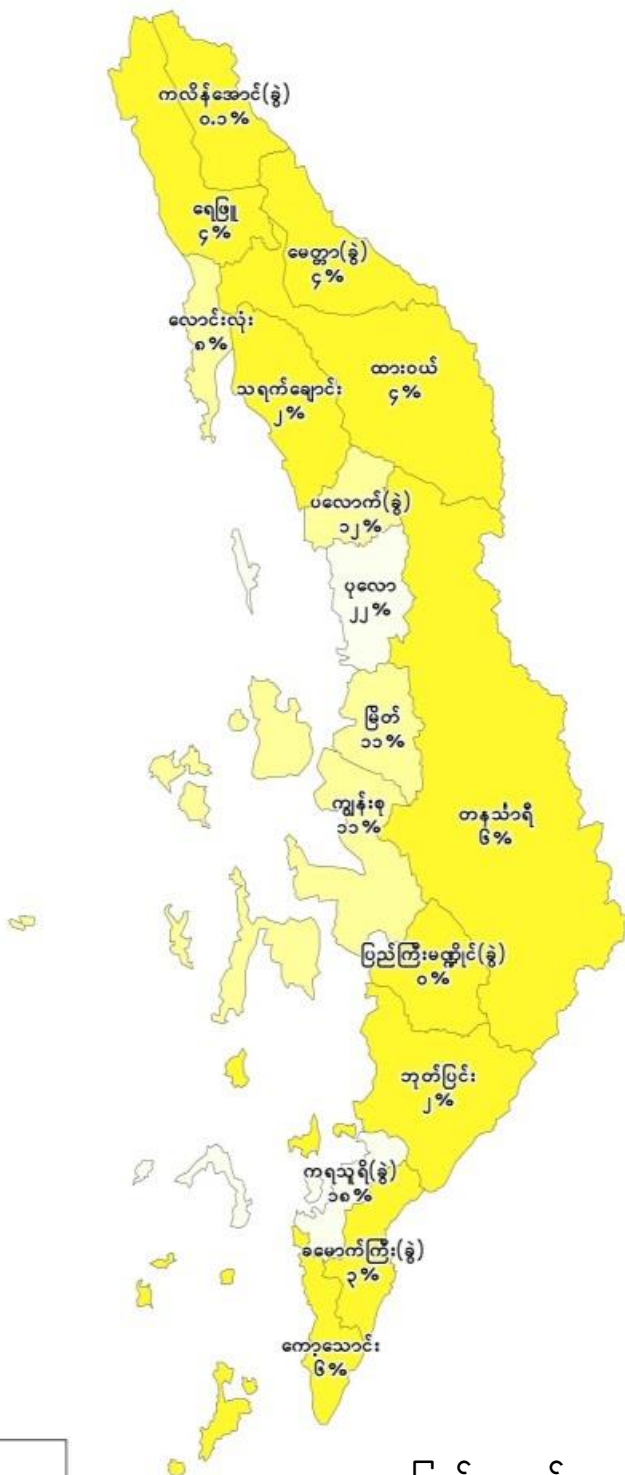 ကလိန်အောင်(ခွဲ)
၀.၁%
ရေဖြူ
၄%
မေတ္တာ(ခွဲ)
၄%
လောင်းလုံး
၈%
ထားဝယ်
၄%
သရက်ချောင်း
၂%
ပလောက်(ခွဲ)
၁၂%
ပုလော
၂၂%
မြိတ်
၁၁%
ကျွန်းစု
၁၁%
တနင်္သာရီ
၆%
ပြည်ကြီးမဏ္ဍိုင်(ခွဲ)
၀%
ဘုတ်ပြင်း
၂%
ကရသူရိ(ခွဲ)
၁၈%
ခမောက်ကြီး(ခွဲ)
၃%
ကော့သောင်း
၆%